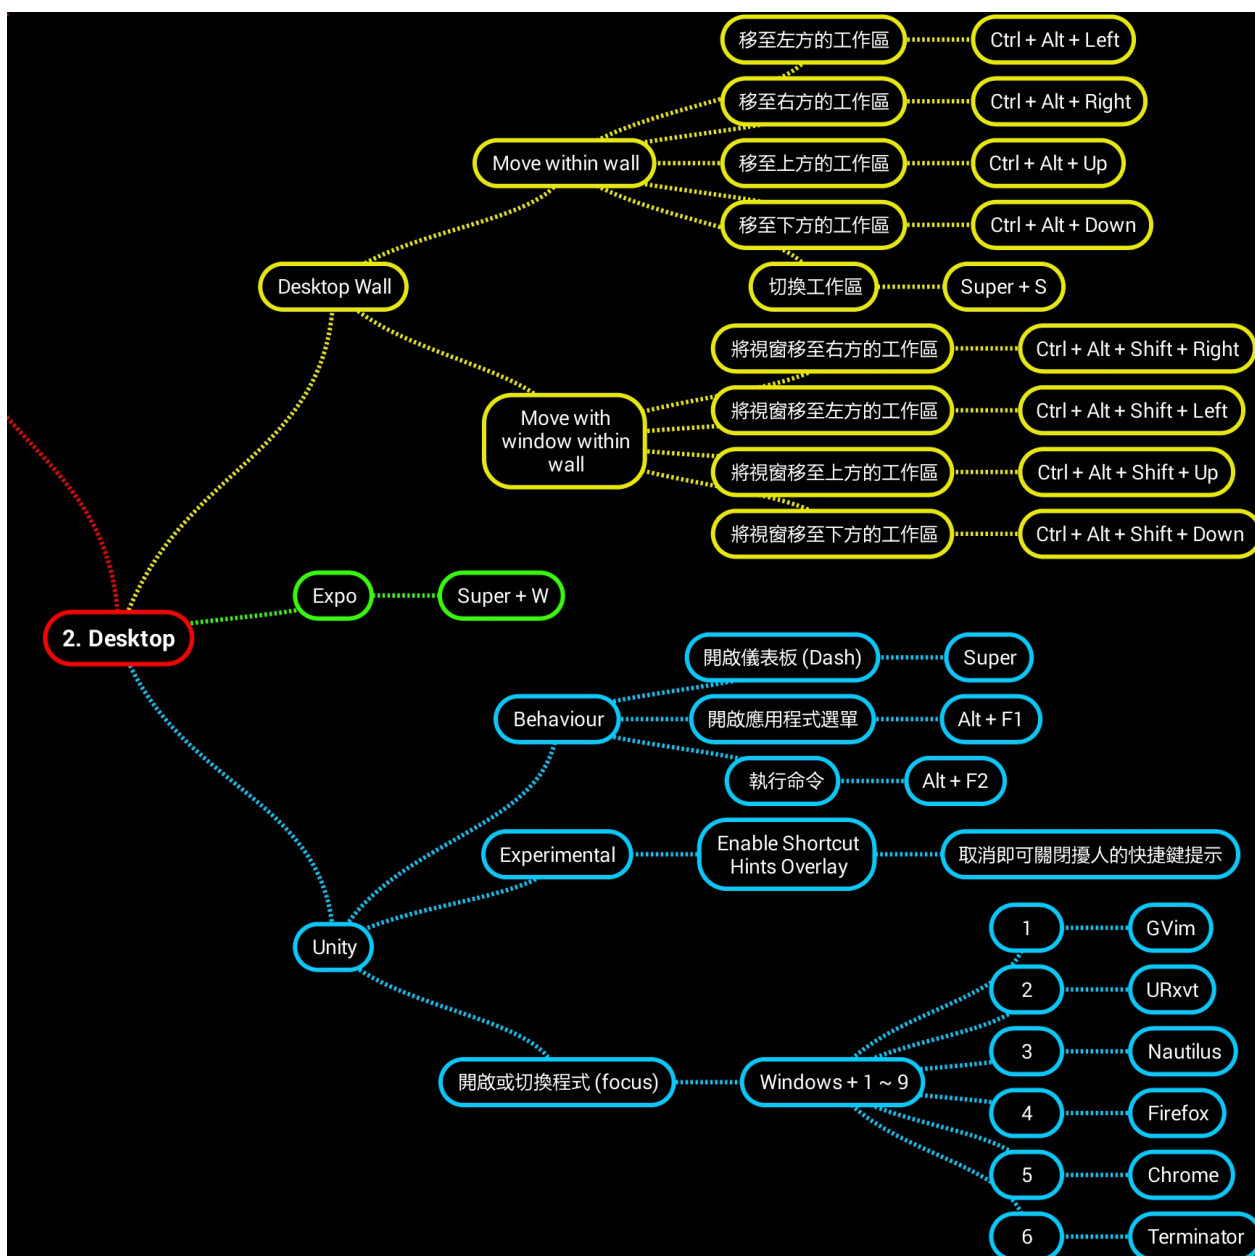 2. Desktop
Desktop Wall
Move within wall
移至左方的工作區
Ctrl + Alt + Left
移至右方的工作區
Ctrl + Alt + Right
移至上方的工作區
Ctrl + Alt + Up
移至下方的工作區
Ctrl + Alt + Down
切換工作區
Super + S
Move with
window within
wall
將視窗移至右方的工作區
Ctrl + Alt + Shift + Right
將視窗移至左方的工作區
Ctrl + Alt + Shift + Left
將視窗移至上方的工作區
Ctrl + Alt + Shift + Up
將視窗移至下方的工作區
Ctrl + Alt + Shift + Down
Expo
Super + W
Unity
Behaviour
開啟儀表板 (Dash)
Super
開啟應用程式選單
Alt + F1
執行命令
Alt + F2
Experimental
Enable Shortcut
Hints Overlay
取消即可關閉擾人的快捷鍵提示
開啟或切換程式 (focus)
Windows + 1 ~ 9
1
GVim
2
URxvt
3
Nautilus
4
Firefox
5
Chrome
6
Terminator